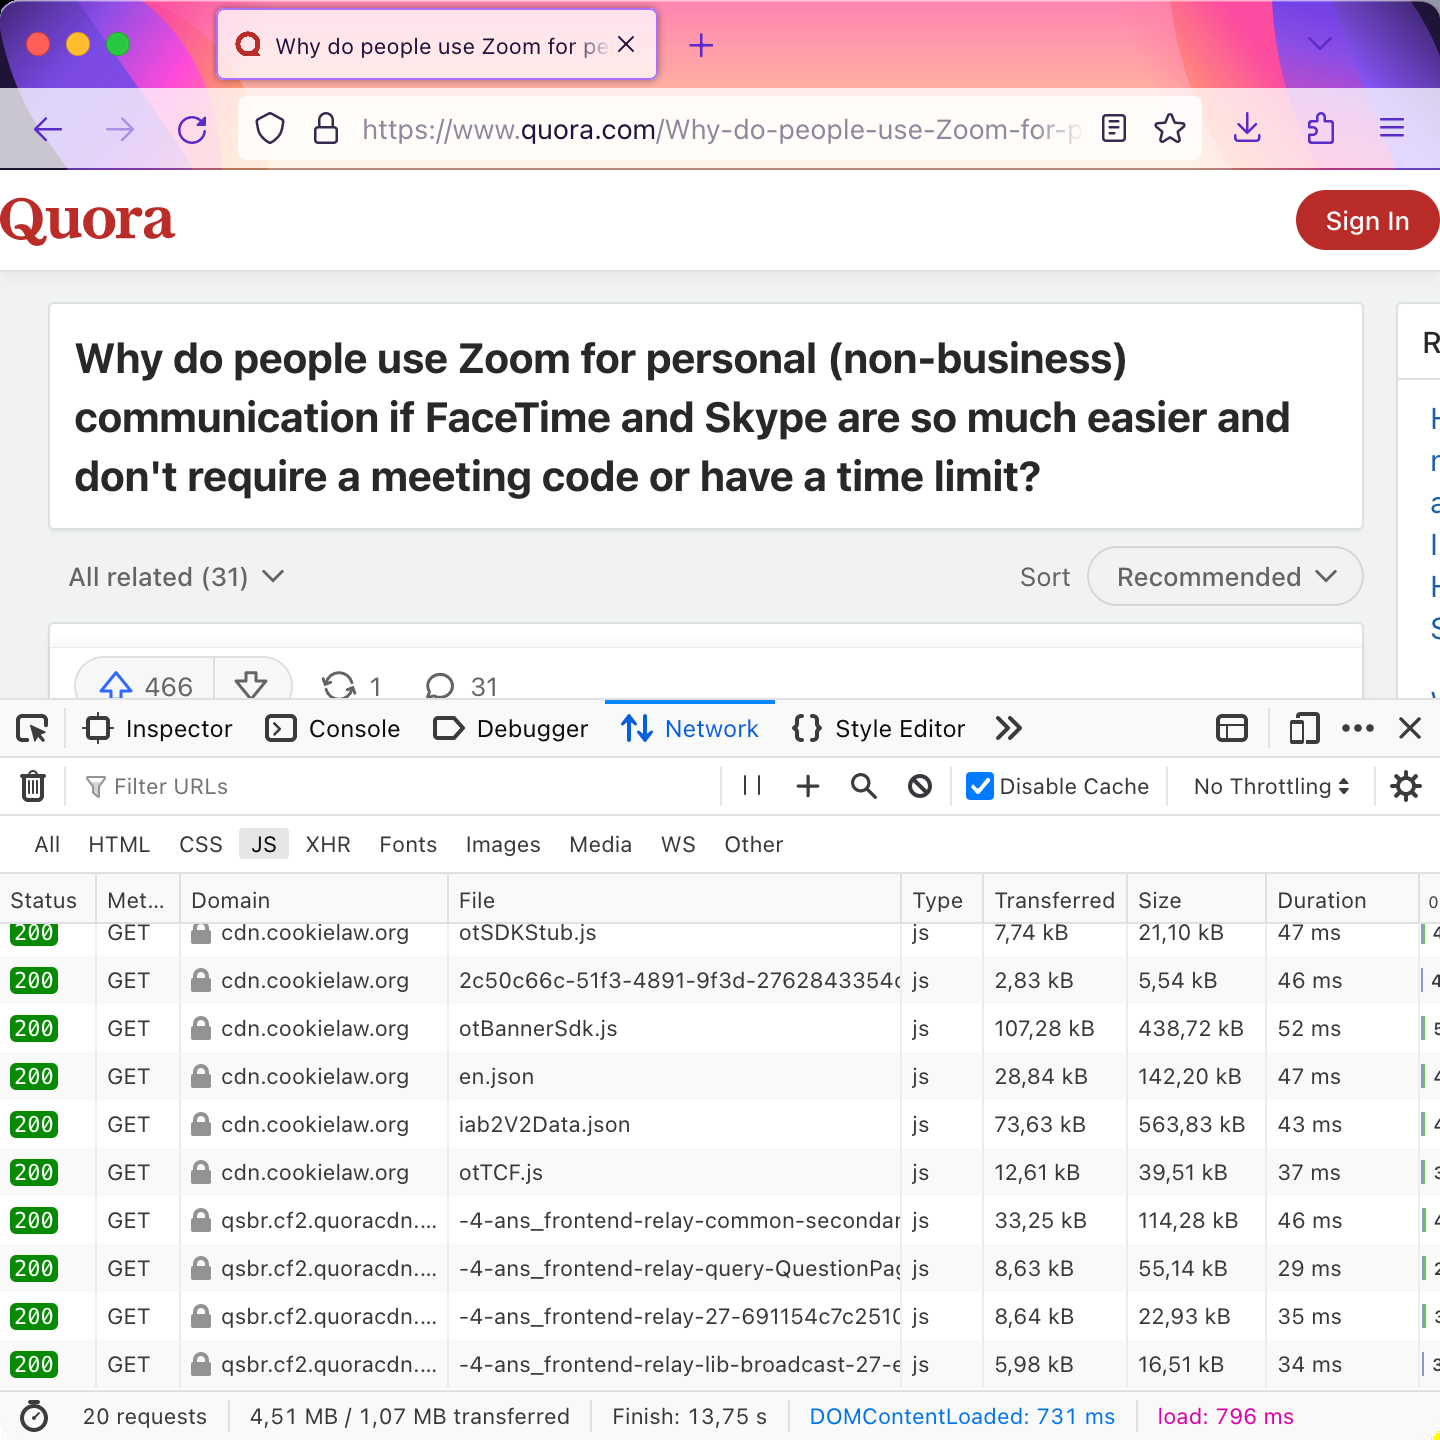 Why do people use Zoom for pe
https://www.quora.com/Why-do-people-use-Zoom-for-p
Quora
Sign In
Why do people use Zoom for personal (non-business)
communication if FaceTime and Skype are so much easier and
don't require a meeting code or have a time limit?
All related (31)
Sort
Recommended
466
1
31
Inspector
Console
Debugger
Network
Style Editor
Filter URLs
Disable Cache
No Throttling
All HTML CSS JS XHR Fonts Images Media WS Other
Status Met... Domain File Type Transferred Size Duration 0
200 GET cdn.cookielaw.org otSDKStub.js js 7,74 kB 21,10 kB 47 ms
200 GET cdn.cookielaw.org 2c50c66c-51f3-4891-9f3d-2762843354 js 2,83 kB 5,54 kB 46 ms
200 GET cdn.cookielaw.org otBannerSdk.js js 107,28 kB 438,72 kB 52 ms
200 GET cdn.cookielaw.org en.json js 28,84 kB 142,20 kB 47 ms
200 GET cdn.cookielaw.org iab2V2Data.json js 73,63 kB 563,83 kB 43 ms
200 GET cdn.cookielaw.org otTCF.js js 12,61 kB 39,51 kB 37 ms
200 GET qsbr.cf2.quoracdn.... -4-ans_frontend-relay-common-secondar js 33,25 kB 114,28 kB 46 ms
200 GET qsbr.cf2.quoracdn.... -4-ans_frontend-relay-query-QuestionPag js 8,63 kB 55,14 kB 29 ms
200 GET qsbr.cf2.quoracdn.... -4-ans_frontend-relay-27-691154c7c2510 js 8,64 kB 22,93 kB 35 ms
200 GET qsbr.cf2.quoracdn.... -4-ans_frontend-relay-lib-broadcast-27-e js 5,98 kB 16,51 kB 34 ms
20 requests 4,51 MB / 1,07 MB transferred Finish: 13,75 s DOMContentLoaded: 731 ms load: 796 ms